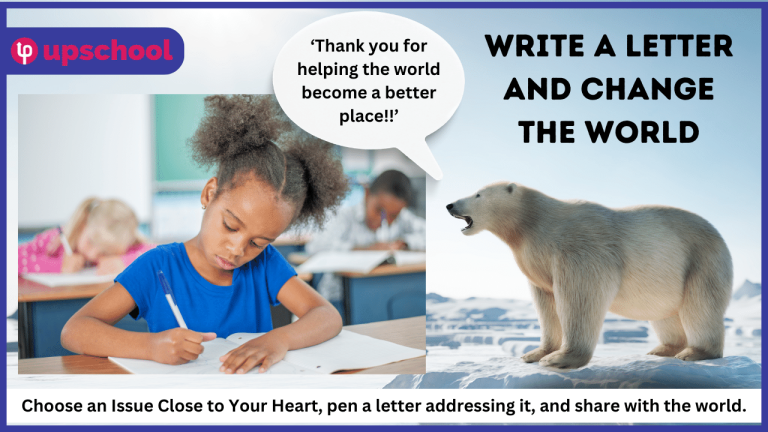 upschool
‘Thank you for
helping the world
become a better
place!!’
WRITE A LETTER
AND CHANGE
THE WORLD
Choose an Issue Close to Your Heart, pen a letter addressing it, and share with the world.